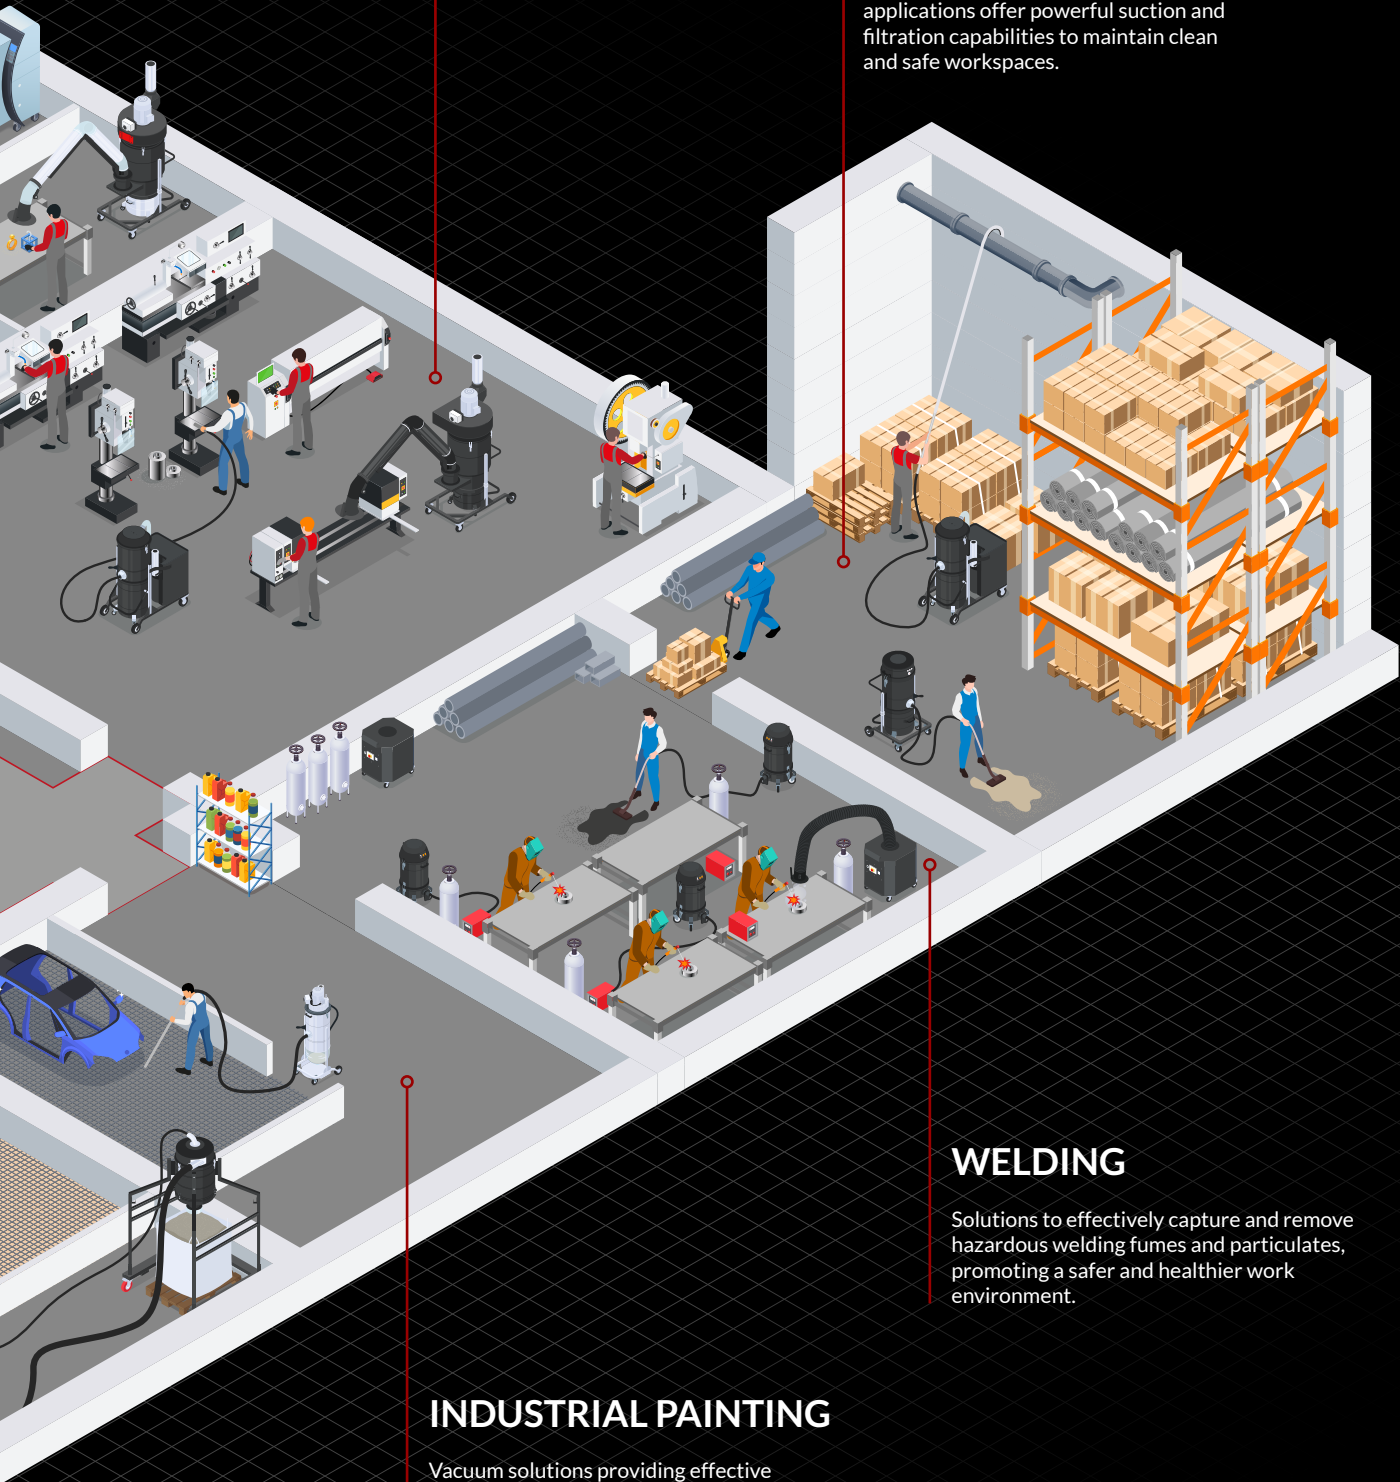 applications offer powerful suction and
filtration capabilities to maintain clean
and safe workspaces.
WELDING
Solutions to effectively capture and remove
hazardous welding fumes and particulates,
promoting a safer and healthier work
environment.
INDUSTRIAL PAINTING
Vacuum solutions providing effective